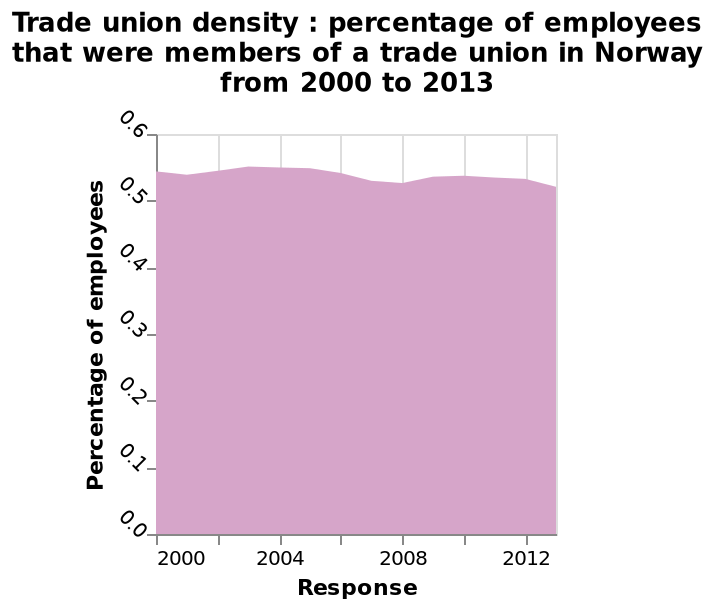 Trade union density : percentage of employees
that were members of a trade union in Norway
from 2000 to 2013
0.6
0.5
0.4
0.3
0.2
0.1
0.0
Percentage of employees
2000 2004 2008 2012
Response